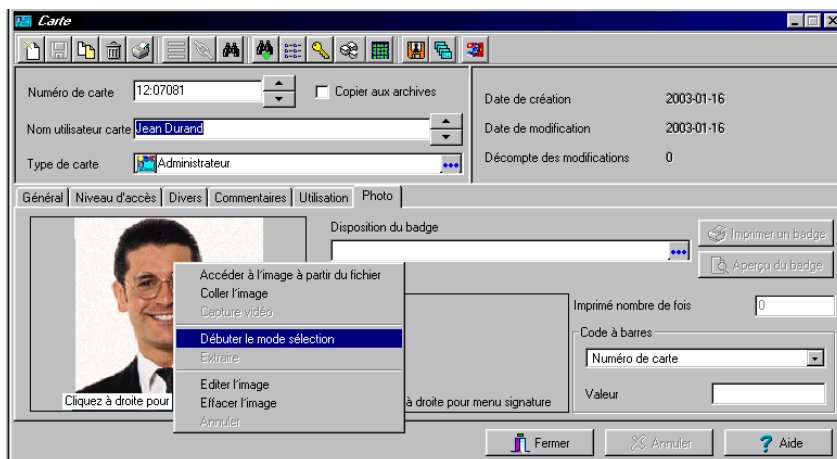 Carte
Numéro de carte 12:07081 Copier aux archives
Nom utilisateur carte Jean Durand
Type de carte Administrateur
Date de création 2003-01-16
Date de modification 2003-01-16
Décompte des modifications 0
Général Niveau d'accès Divers Commentaires Utilisation Photo
Disposition du badge
Imprimer un badge
Aperçu du badge
Accéder à l'image à partir du fichier
Coller l'image
Capture vidéo
Débuter le mode sélection
Extraire
Editer l'image
Effacer l'image
Annuler
Cliquez à droite pour
à droite pour menu signature
Imprimé nombre de fois 0
Code à barres
Numéro de carte
Valeur
Fermer Annuler Aide